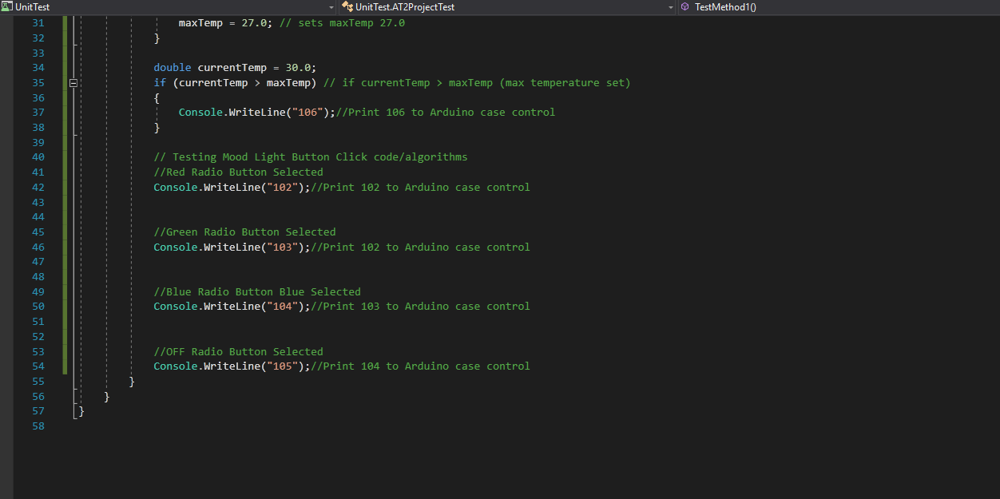 UnitTest UnitTest.AT2ProjectTest TestMethod1()
31 maxTemp = 27.0; // sets maxTemp 27.0
32 }
33
34 double currentTemp = 30.0;
35 if (currentTemp > maxTemp) // if currentTemp > maxTemp (max temperature set)
36 {
37 Console.WriteLine("106");//Print 106 to Arduino case control
38 }
39
40 // Testing Mood Light Button Click code/algorithms
41 //Red Radio Button Selected
42 Console.WriteLine("102");//Print 102 to Arduino case control
43
44
45 //Green Radio Button Selected
46 Console.WriteLine("103");//Print 102 to Arduino case control
47
48
49 //Blue Radio Button Blue Selected
50 Console.WriteLine("104");//Print 103 to Arduino case control
51
52
53 //OFF Radio Button Selected
54 Console.WriteLine("105");//Print 104 to Arduino case control
55 }
56 }
57 }
58